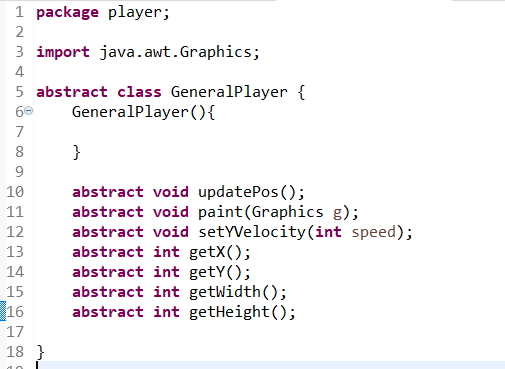 1 package player;
2
3 import java.awt.Graphics;
4
5 abstract class GeneralPlayer {
6     GeneralPlayer(){
7
8     }
9
10     abstract void updatePos();
11     abstract void paint(Graphics g);
12     abstract void setYVelocity(int speed);
13     abstract int getX();
14     abstract int getY();
15     abstract int getWidth();
16     abstract int getHeight();
17
18 }